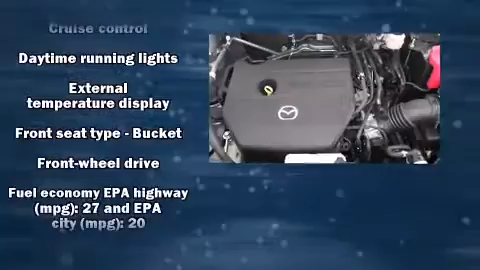 Cruise control
Daytime running lights
External
temperature display
Front seat type - Bucket
Front-wheel drive
Fuel economy EPA highway
(mpg): 27 and EPA
city (mpg): 20